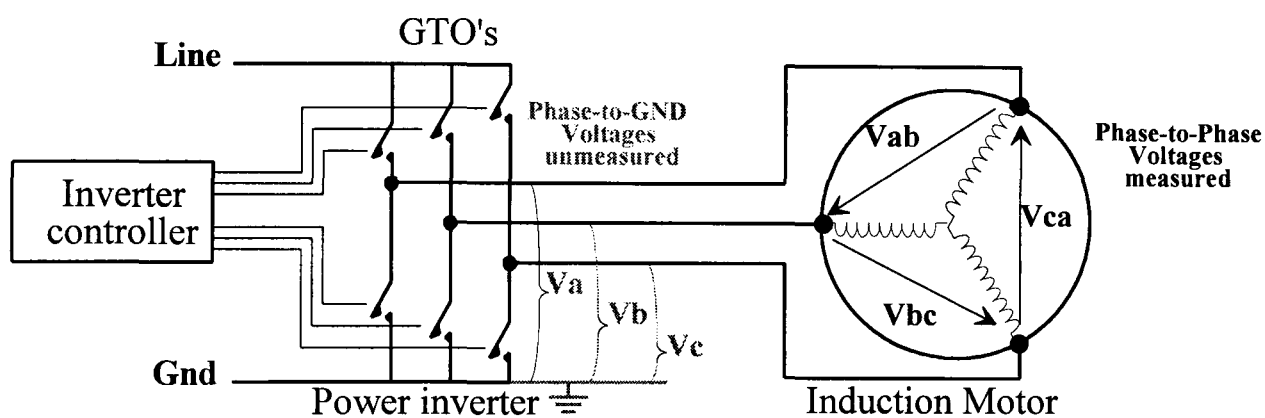 GTO's
Line
Phase-to-GND
Voltages
unmeasured
Vab
Phase-to-Phase
Voltages
measured
Inverter
controller
Vca
Va
Vb
Vc
Vbc
Gnd
Power inverter
Induction Motor